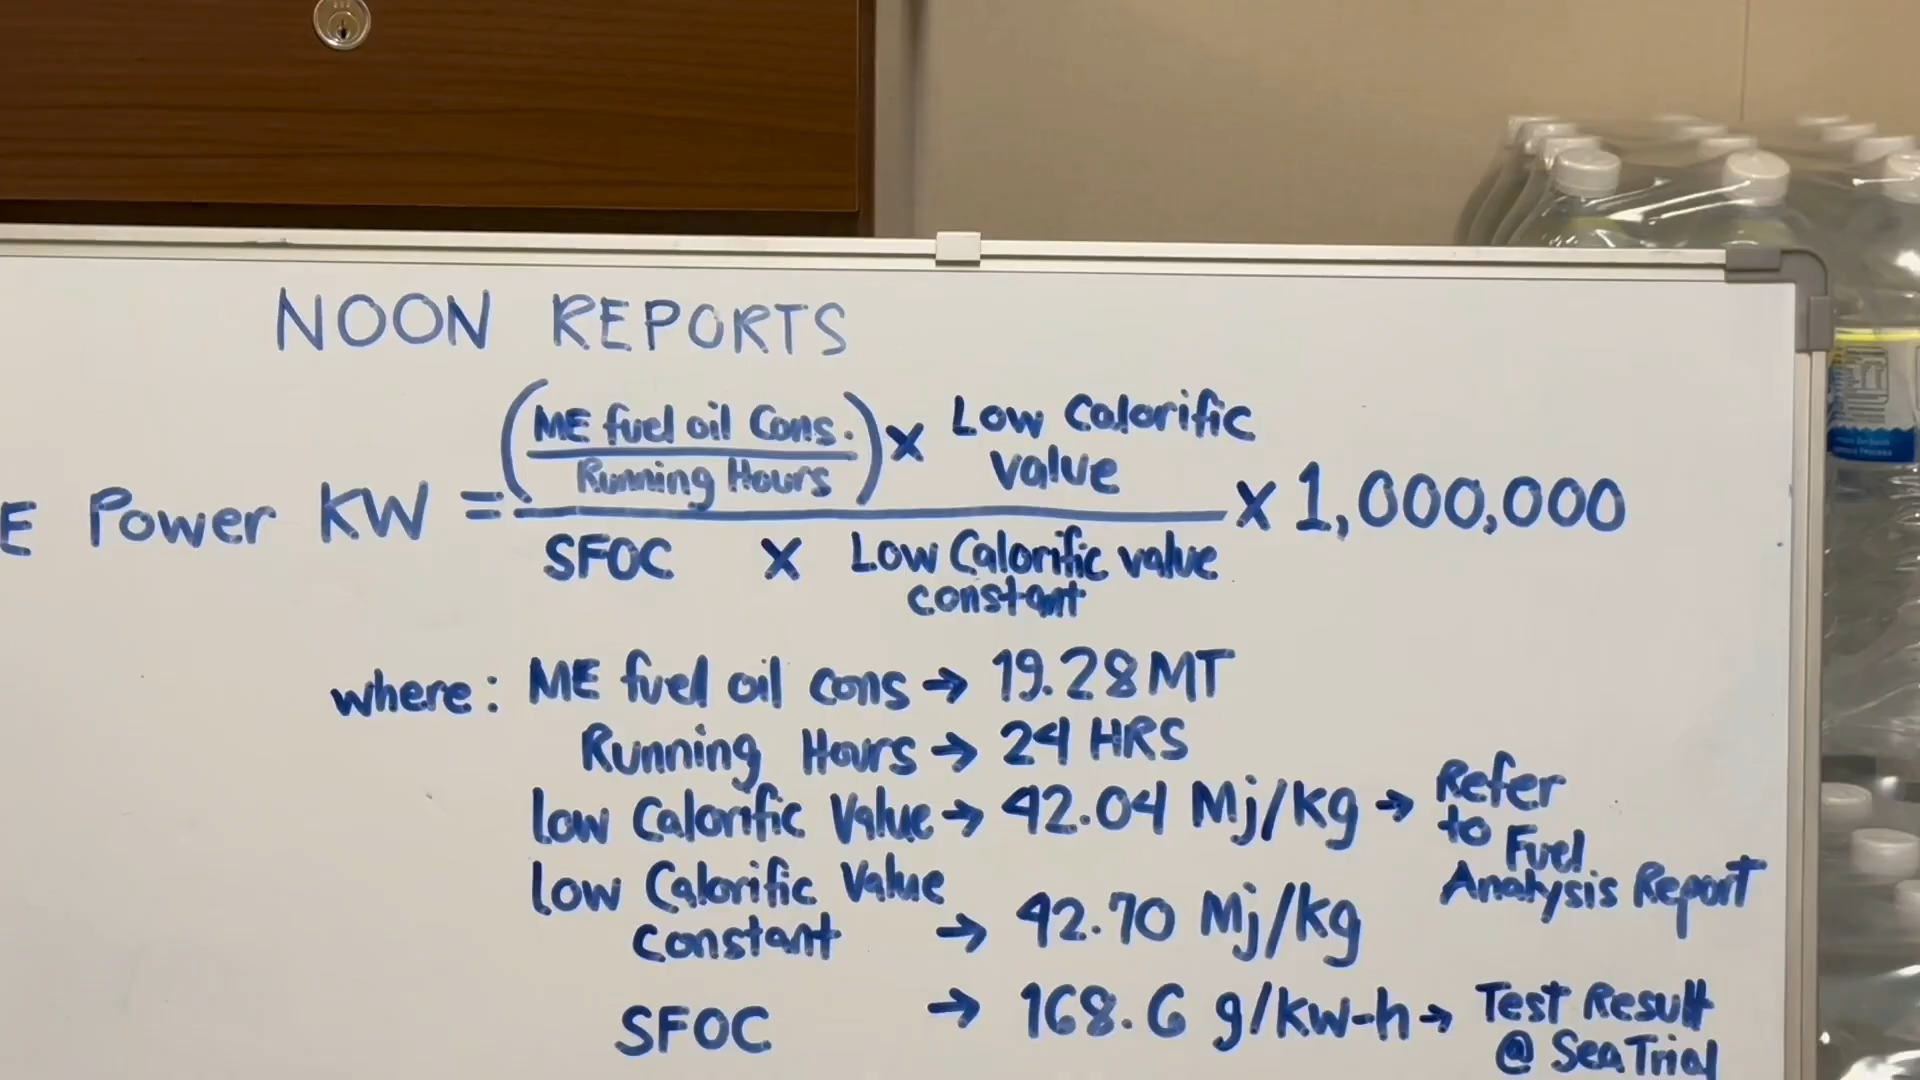 NOON REPORTS
(ME fuel oil Cons. / Running Hours) x Low Calorific value
E Power KW = ——— x 1,000,000
SFOC x Low Calorific value constant
where: ME fuel oil cons → 19.28 MT
Running Hours → 24 HRS
Low Calorific Value → 42.04 Mj/kg → Refer to Fuel Analysis Report
Low Calorific Value constant → 42.70 Mj/kg
SFOC → 168.6 g/kw-h → Test Result @ Sea Trial